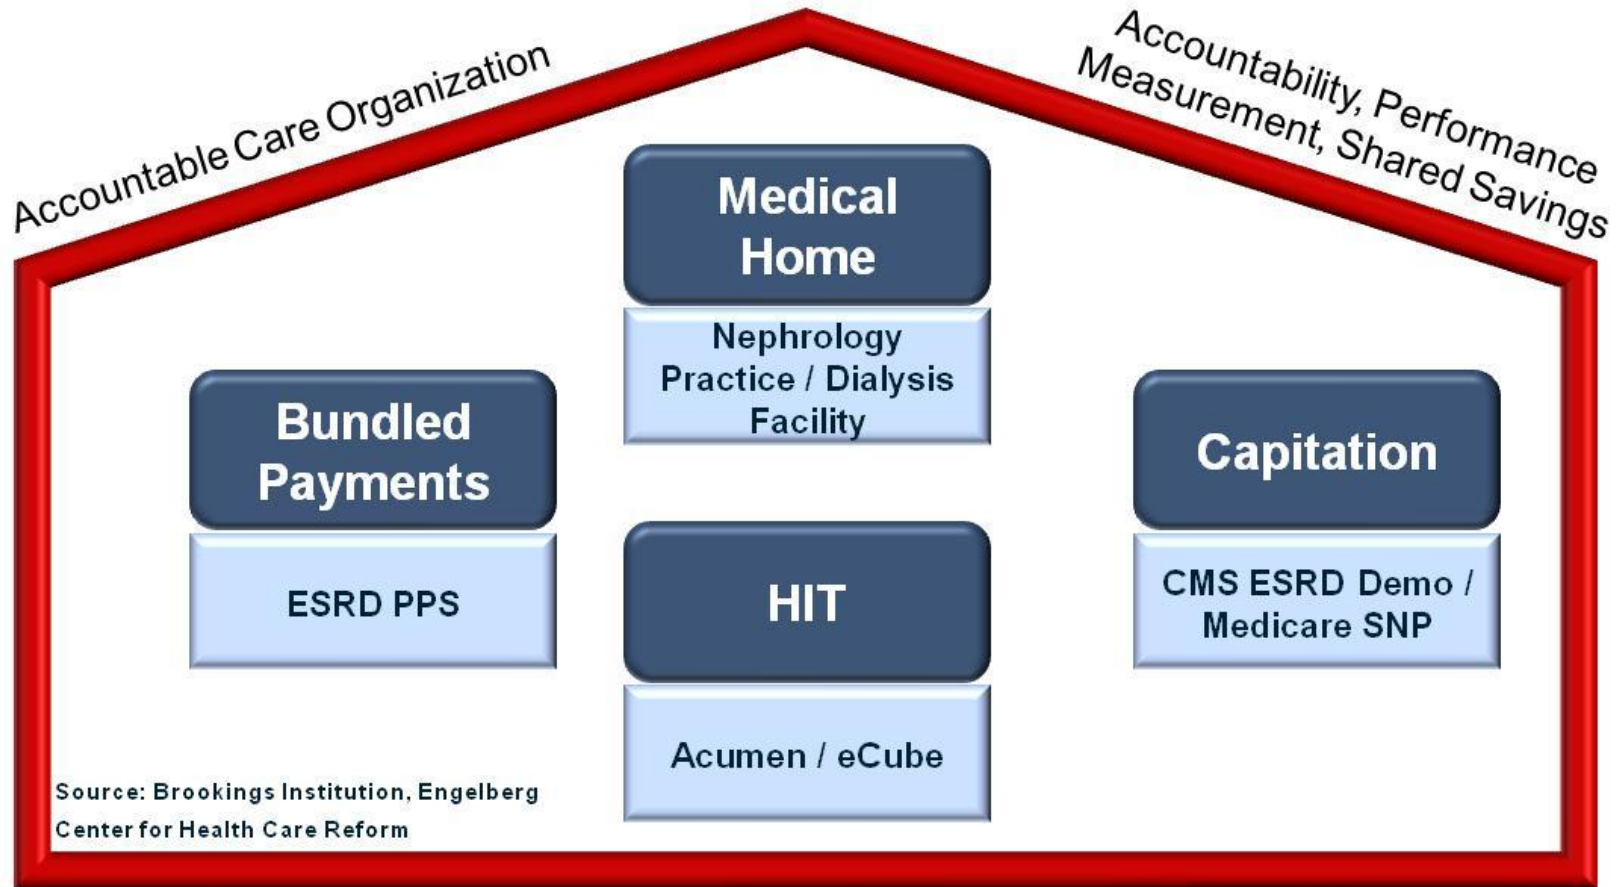 Accountable Care Organization
Accountability, Performance
Measurement, Shared Savings
Medical
Home
Nephrology
Practice / Dialysis
Facility
Bundled
Payments
ESRD PPS
HIT
Acumen / eCube
Capitation
CMS ESRD Demo /
Medicare SNP
Source: Brookings Institution, Engelberg
Center for Health Care Reform